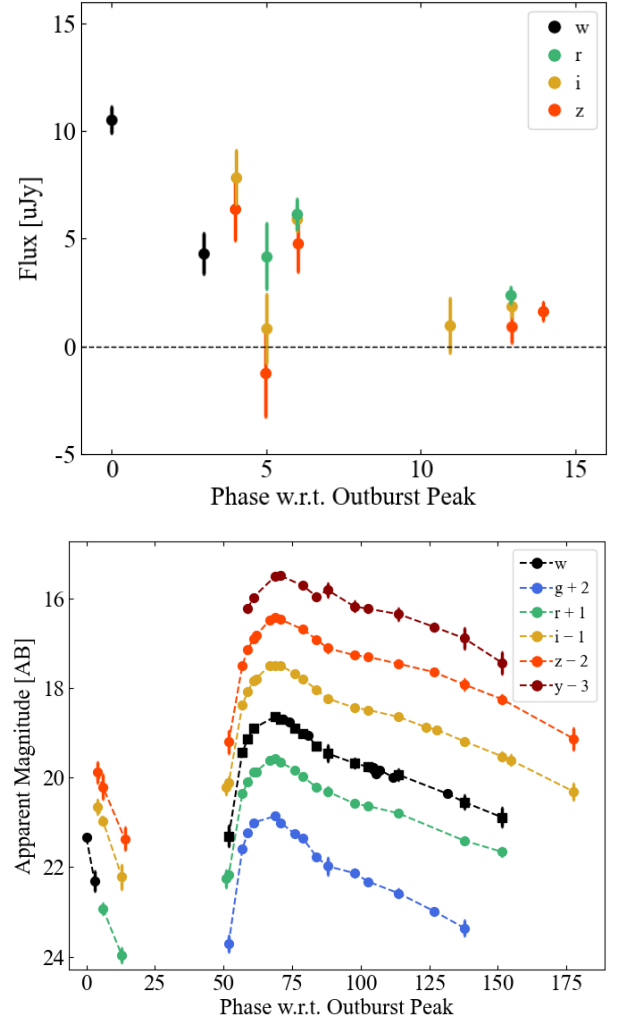 15
10
5
0
-5
Flux [uJy]
w
r
i
z
0 5 10 15
Phase w.r.t. Outburst Peak
16
18
20
22
24
Apparent Magnitude [AB]
w
g + 2
r + 1
i − 1
z − 2
y − 3
0 25 50 75 100 125 150 175
Phase w.r.t. Outburst Peak